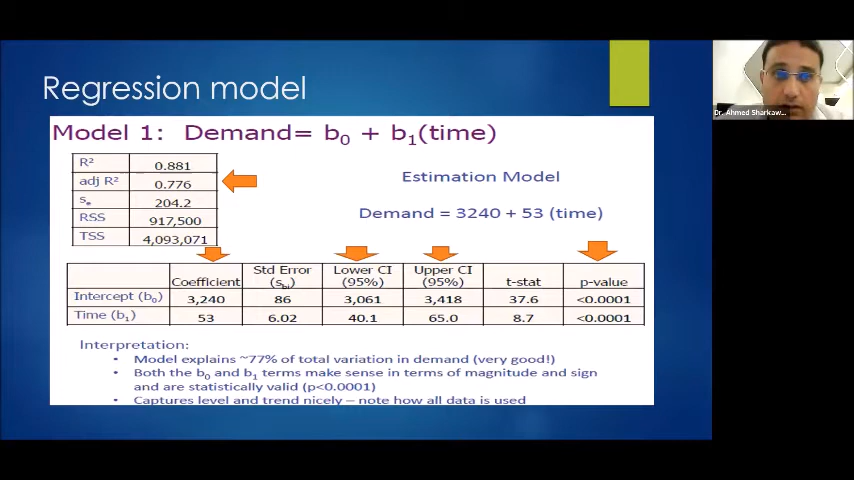 Regression model
Dr. Ahmed Sharkaw...
Model 1: Demand= b0 + b1(time)
R² 0.881
adj R² 0.776
se 204.2
RSS 917,500
TSS 4,093,071
Estimation Model
Demand = 3240 + 53 (time)
Coefficient Std Error (sbi) Lower CI (95%) Upper CI (95%) t-stat p-value
Intercept (b0) 3,240 86 3,061 3,418 37.6 <0.0001
Time (b1) 53 6.02 40.1 65.0 8.7 <0.0001
Interpretation:
• Model explains ~77% of total variation in demand (very good!)
• Both the b0 and b1 terms make sense in terms of magnitude and sign
and are statistically valid (p<0.0001)
• Captures level and trend nicely – note how all data is used